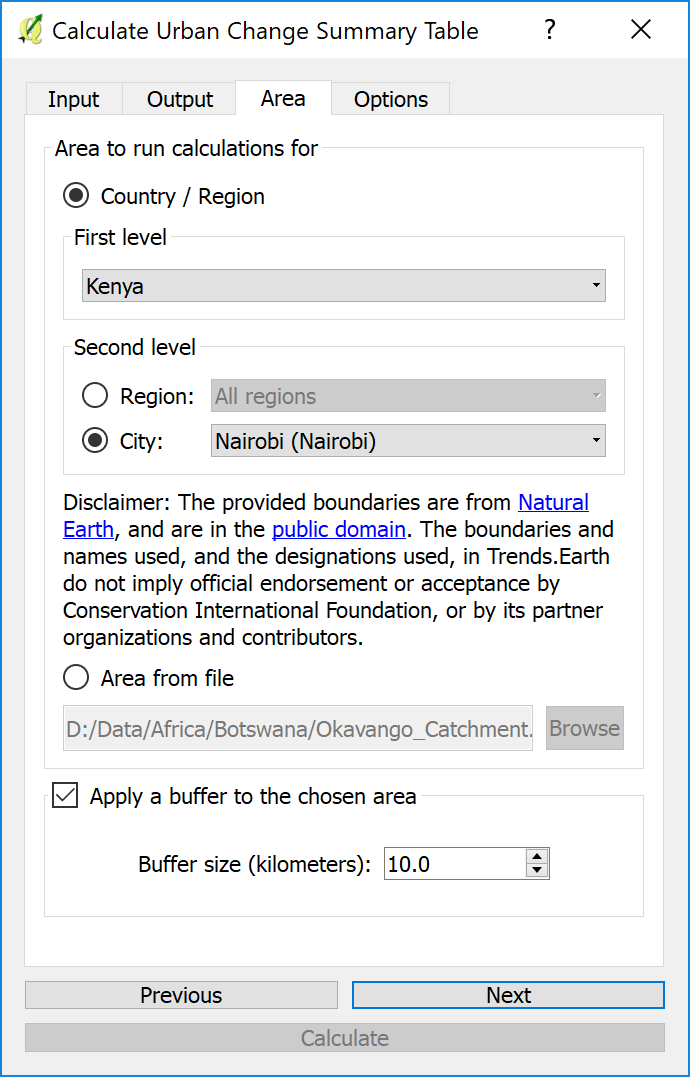 Calculate Urban Change Summary Table ?
Input Output Area Options
Area to run calculations for
Country / Region
First level
Kenya
Second level
Region: All regions
City: Nairobi (Nairobi)
Disclaimer: The provided boundaries are from Natural
Earth, and are in the public domain. The boundaries and
names used, and the designations used, in Trends.Earth
do not imply official endorsement or acceptance by
Conservation International Foundation, or by its partner
organizations and contributors.
Area from file
D:/Data/Africa/Botswana/Okavango_Catchment. Browse
Apply a buffer to the chosen area
Buffer size (kilometers): 10.0
Previous Next
Calculate